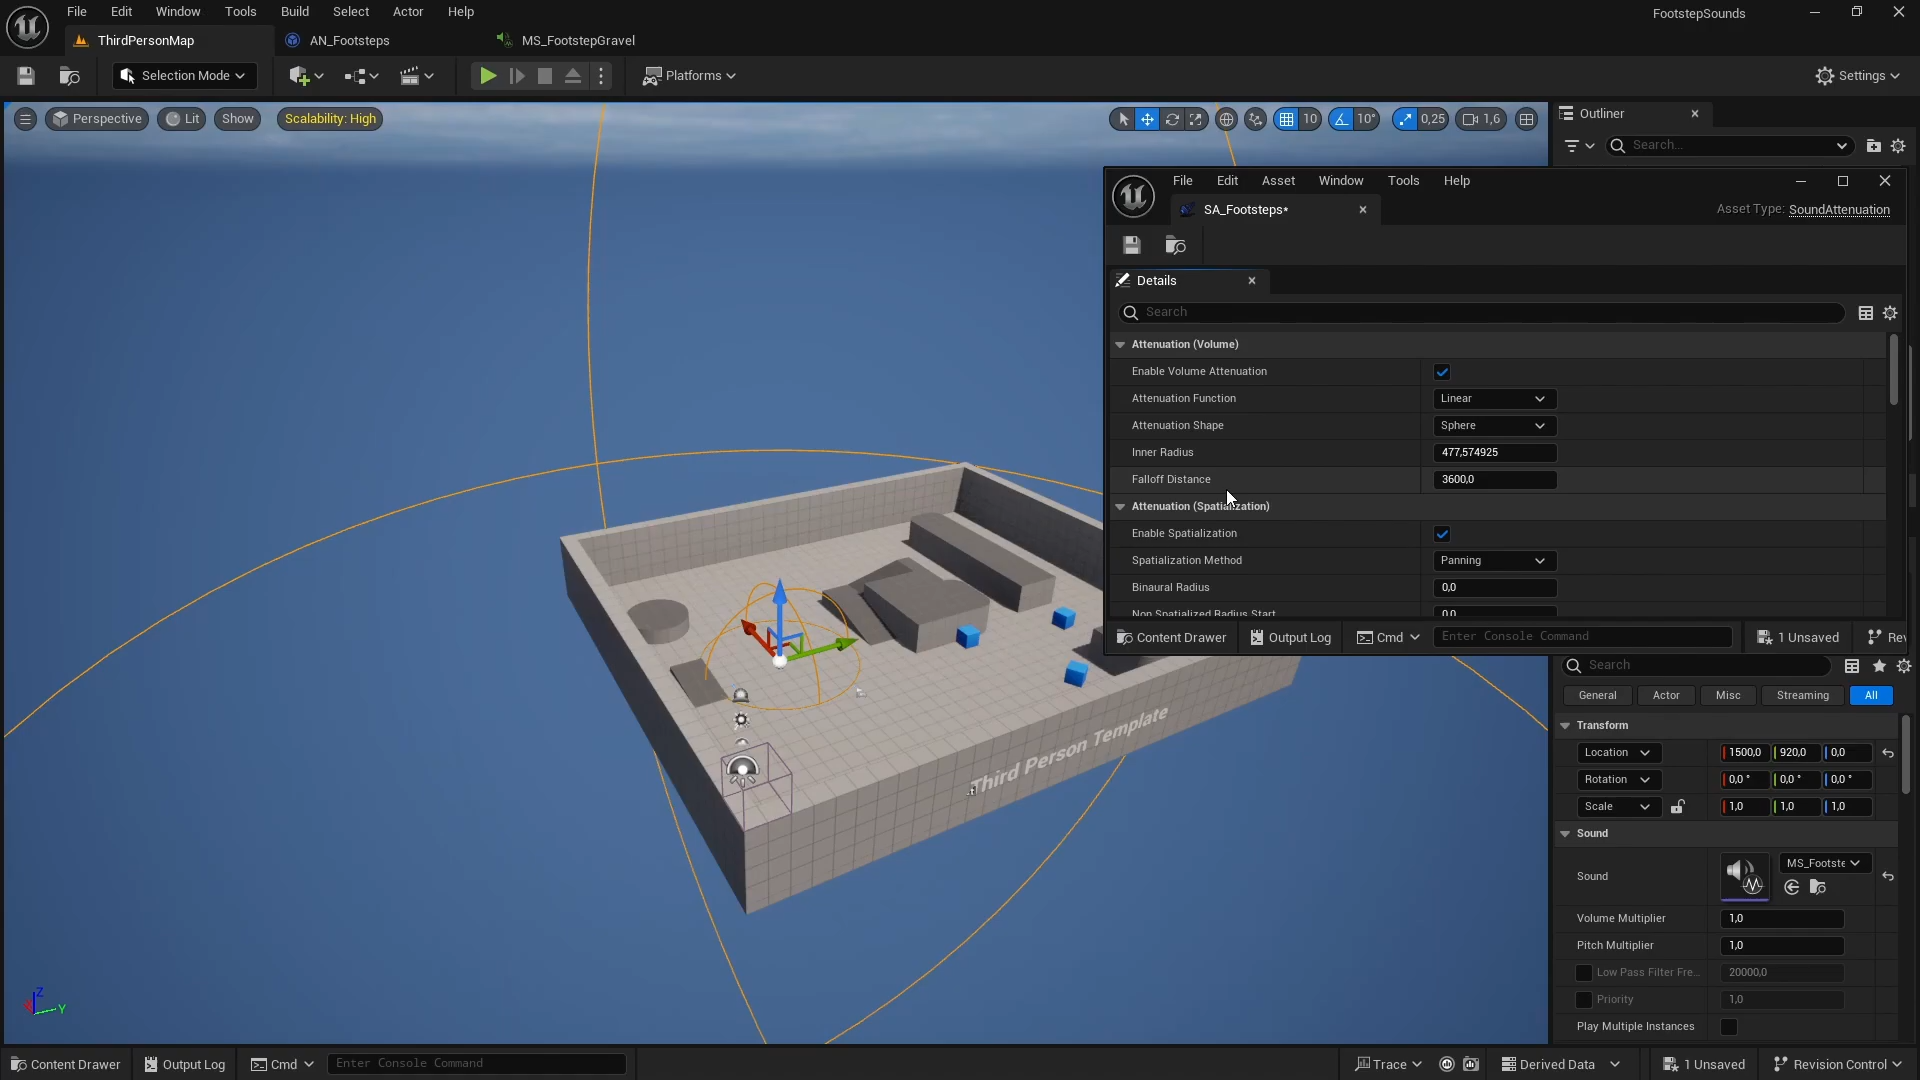 File Edit Window Tools Build Select Actor Help
FootstepSounds
ThirdPersonMap
AN_Footsteps
MS_FootstepGravel
Selection Mode
Platforms
Settings
Perspective
Lit
Show
Scalability: High
10
10°
0,25
1,6
Outliner
Search...
File Edit Asset Window Tools Help
SA_Footsteps*
Asset Type: SoundAttenuation
Details
Search
Attenuation (Volume)
Enable Volume Attenuation
Attenuation Function Linear
Attenuation Shape Sphere
Inner Radius 477,574925
Falloff Distance 3600,0
Attenuation (Spatialization)
Enable Spatialization
Spatialization Method Panning
Binaural Radius 0,0
Non Spatialized Radius Start 0,0
Content Drawer Output Log Cmd Enter Console Command 1 Unsaved Rev
Search
General Actor Misc Streaming All
Transform
Location 1500,0 920,0 0,0
Rotation 0,0 ° 0,0 ° 0,0 °
Scale 1,0 1,0 1,0
Sound
Sound MS_Footste
Volume Multiplier 1,0
Pitch Multiplier 1,0
Low Pass Filter Fre... 20000,0
Priority 1,0
Play Multiple Instances
Third Person Template
Z
Y
Content Drawer Output Log Cmd Enter Console Command Trace Derived Data 1 Unsaved Revision Control